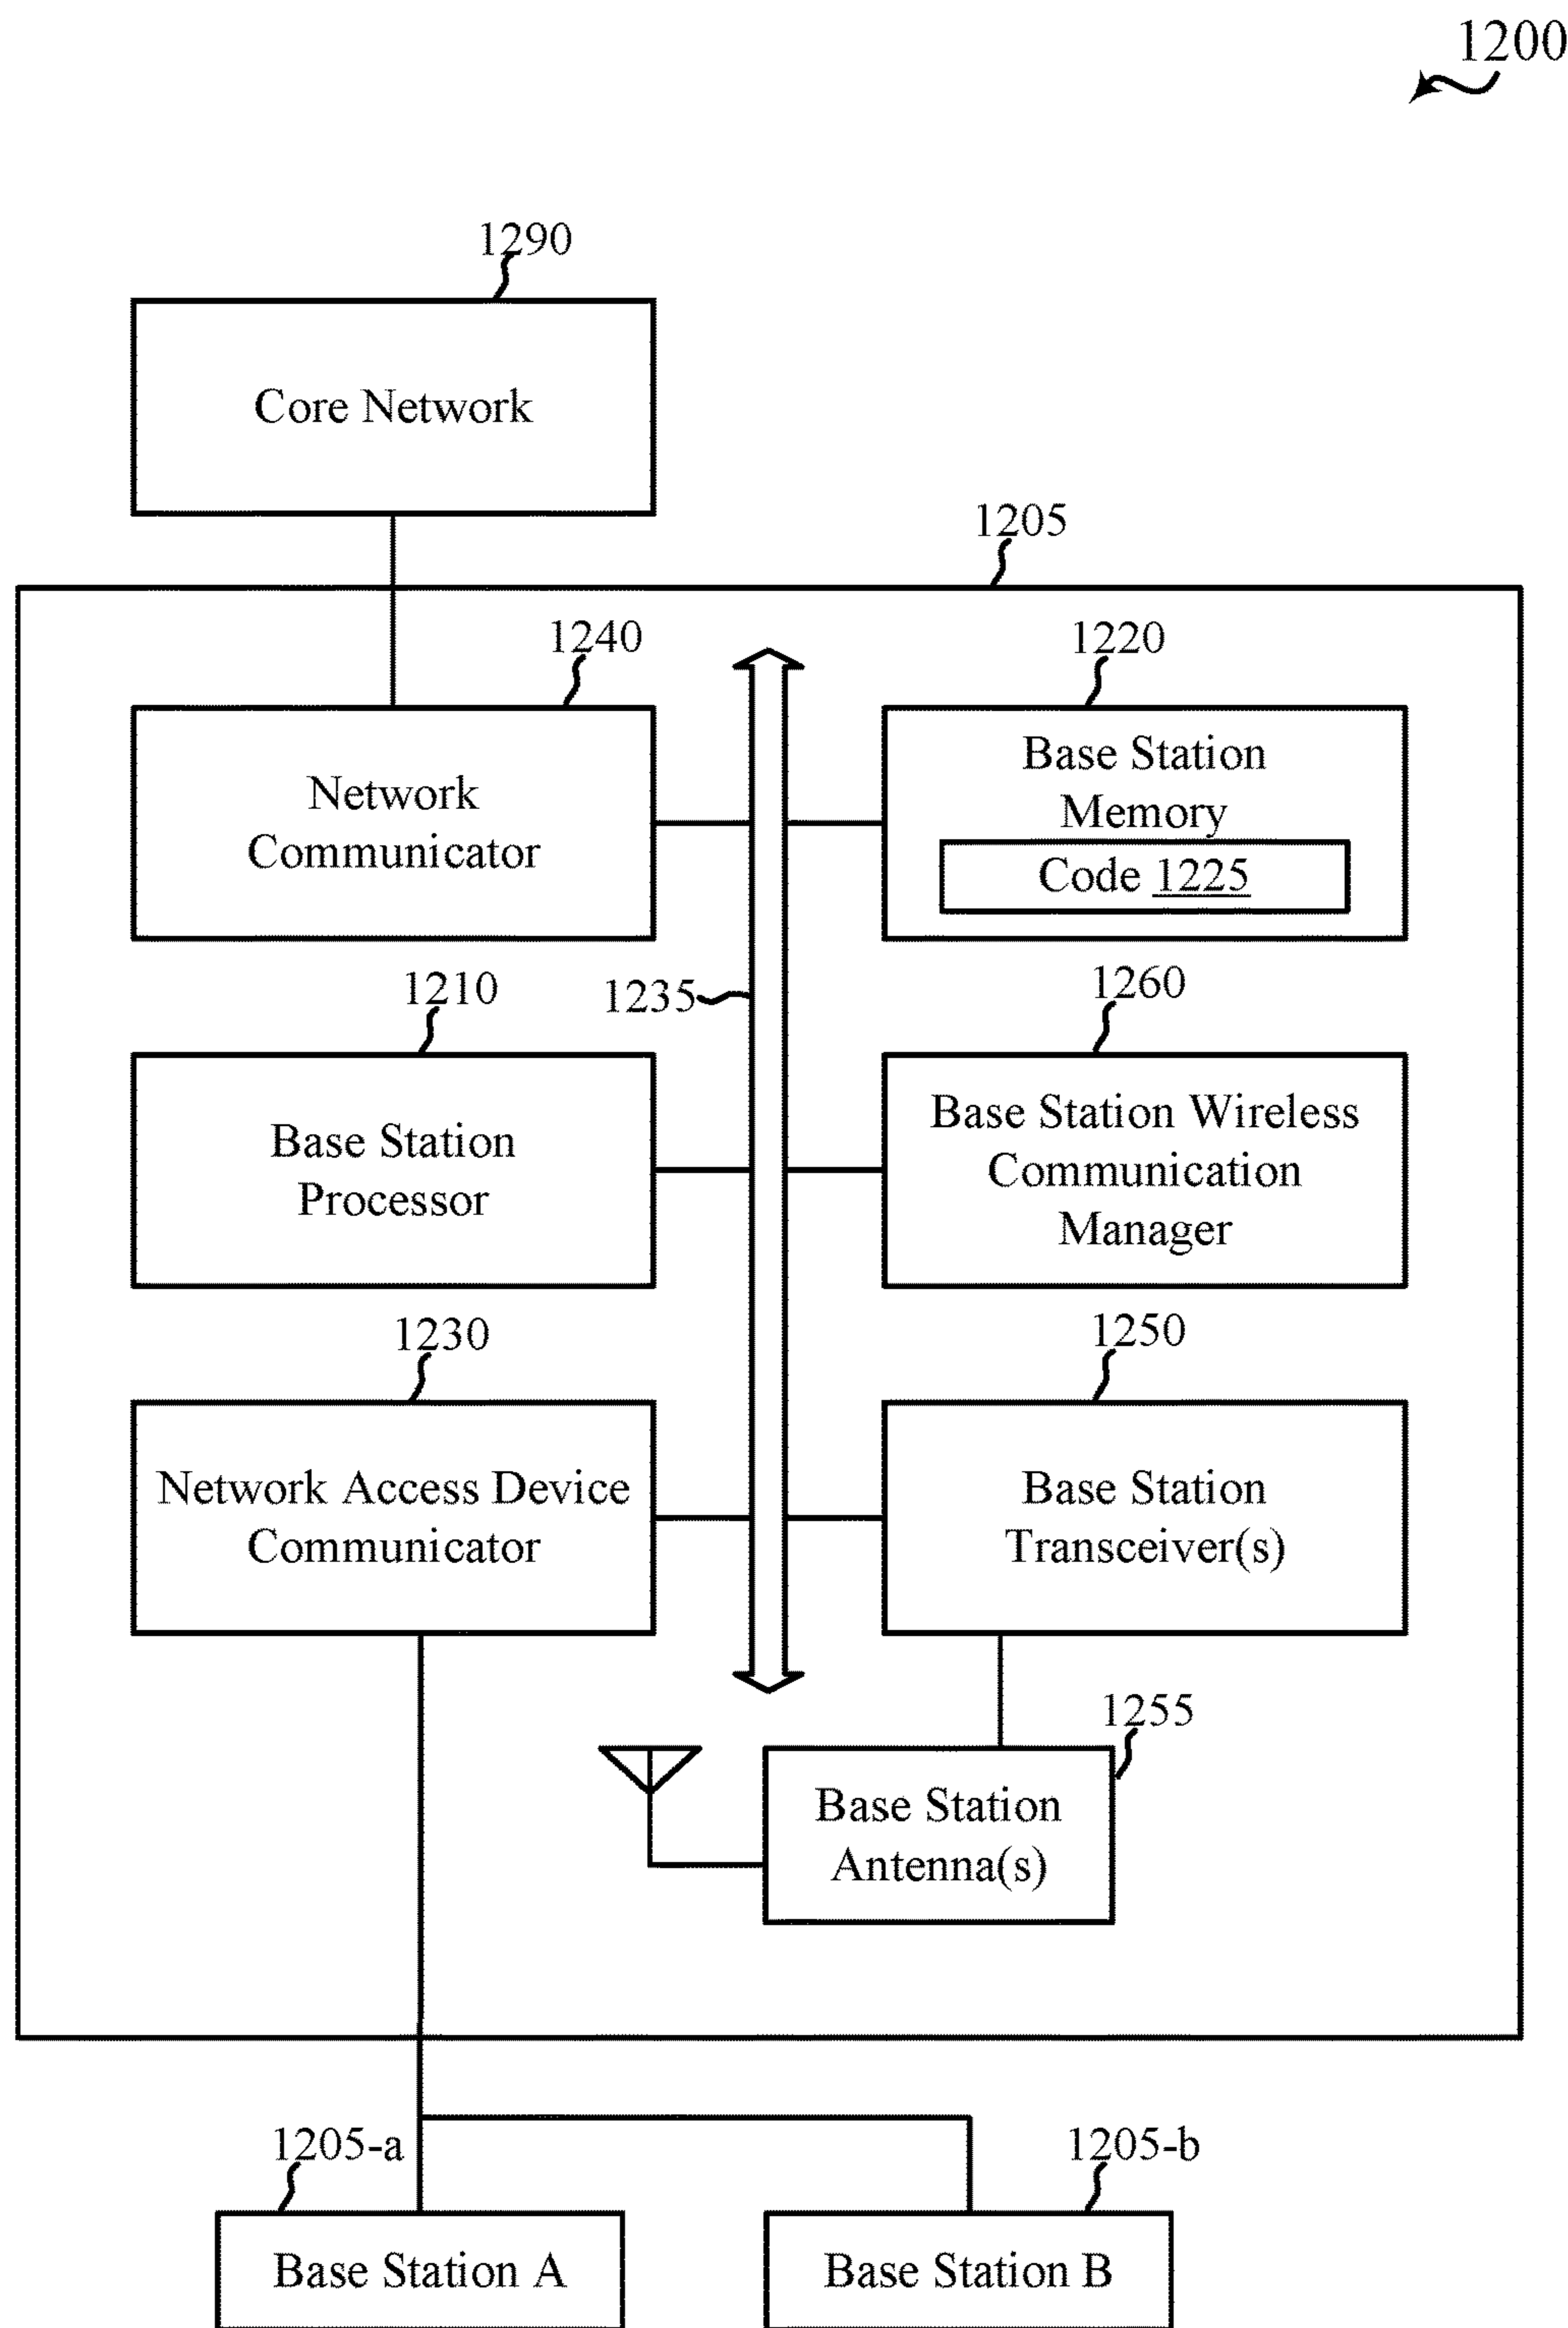 1200
1290
Core Network
1205
1240
1220
Network
Communicator
Base Station
Memory
Code 1225
1210
1235
1260
Base Station
Processor
Base Station Wireless
Communication
Manager
1230
1250
Network Access Device
Communicator
Base Station
Transceiver(s)
1255
Base Station
Antenna(s)
1205-a
1205-b
Base Station A
Base Station B